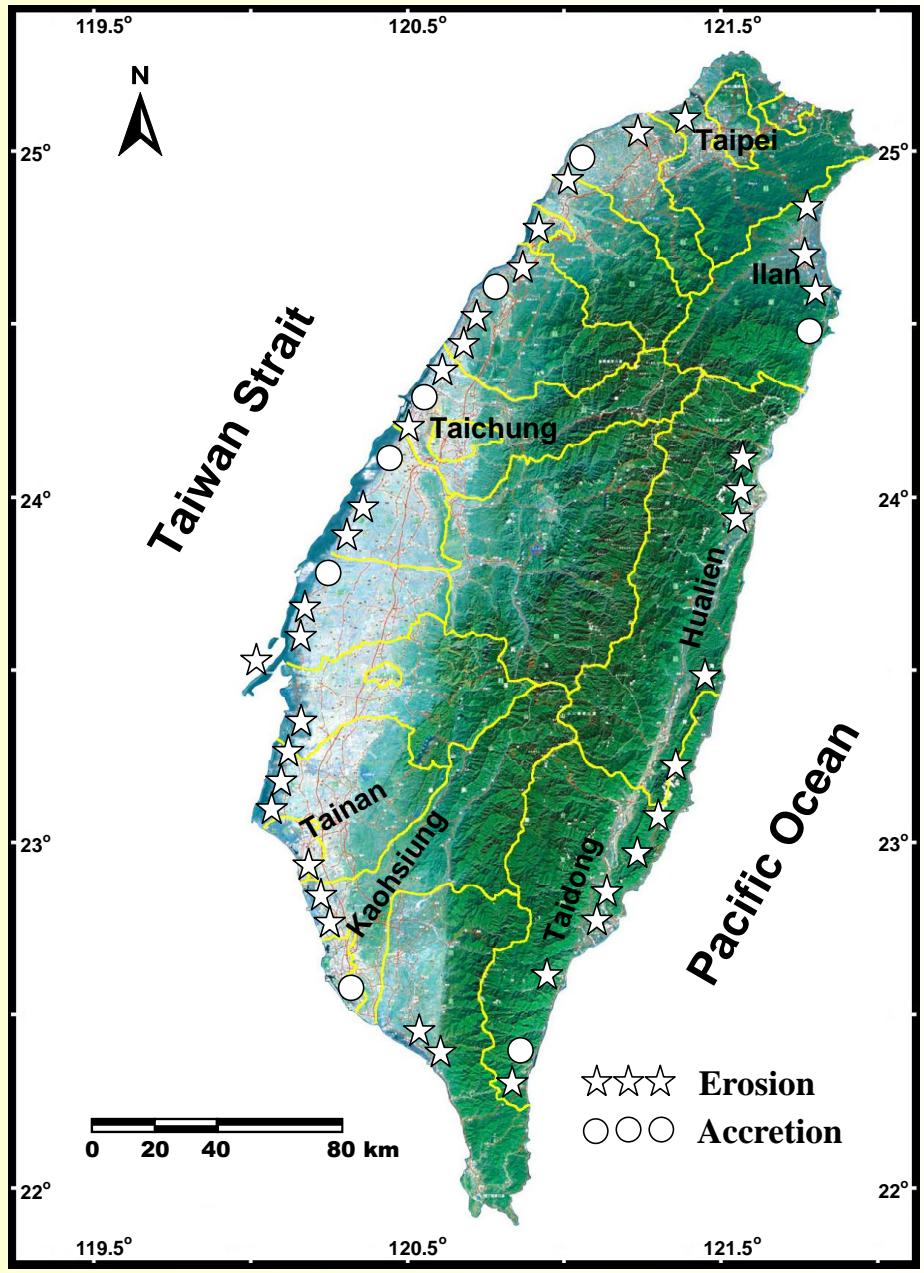 119.5° 120.5° 121.5°
N
Taipei
25° 25°
Ilan
Taiwan Strait
Taichung
24° 24°
Hualien
Pacific Ocean
Tainan
Kaohsiung
23° 23°
Taidong
Erosion
Accretion
0 20 40 80 km
22° 22°
119.5° 120.5° 121.5°